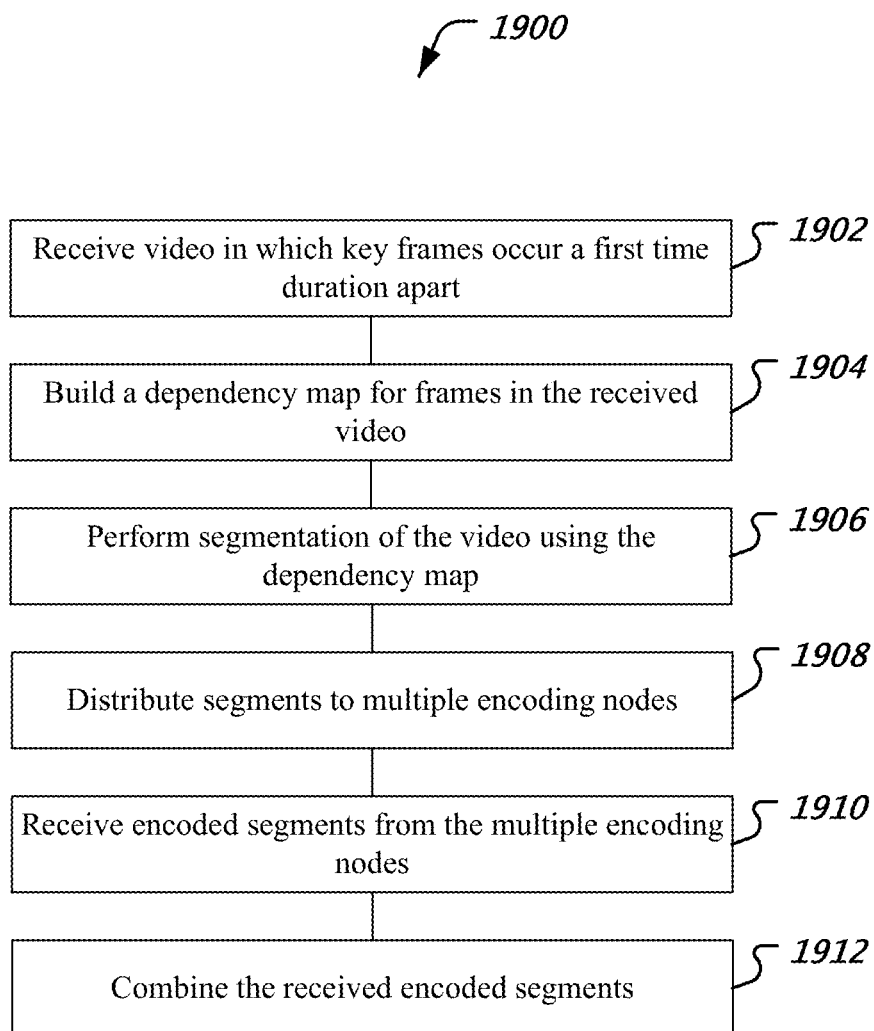 1900
Receive video in which key frames occur a first time
duration apart
1902
Build a dependency map for frames in the received
video
1904
Perform segmentation of the video using the
dependency map
1906
Distribute segments to multiple encoding nodes
1908
Receive encoded segments from the multiple encoding
nodes
1910
Combine the received encoded segments
1912